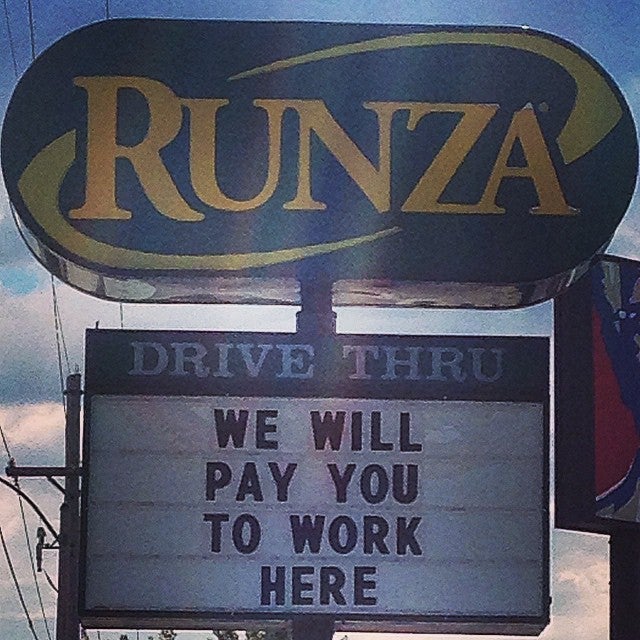 RUNZA
DRIVE THRU
WE WILL
PAY YOU
TO WORK
HERE